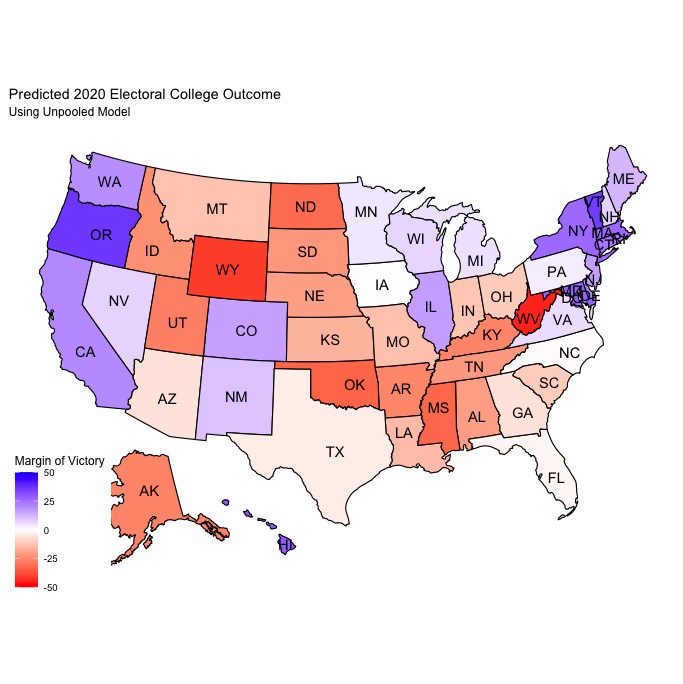 Predicted 2020 Electoral College Outcome
Using Unpooled Model
WA
MT
ND
MN
ME
VT
NH
OR
ID
SD
WI
NY
MA
CT
RI
WY
MI
NV
NE
IA
PA
NJ
UT
CO
IL
IN
OH
MD
DE
DC
WV
VA
CA
KS
MO
KY
AZ
NM
OK
AR
TN
NC
MS
AL
GA
SC
TX
LA
FL
AK
HI
Margin of Victory
50
25
0
-25
-50